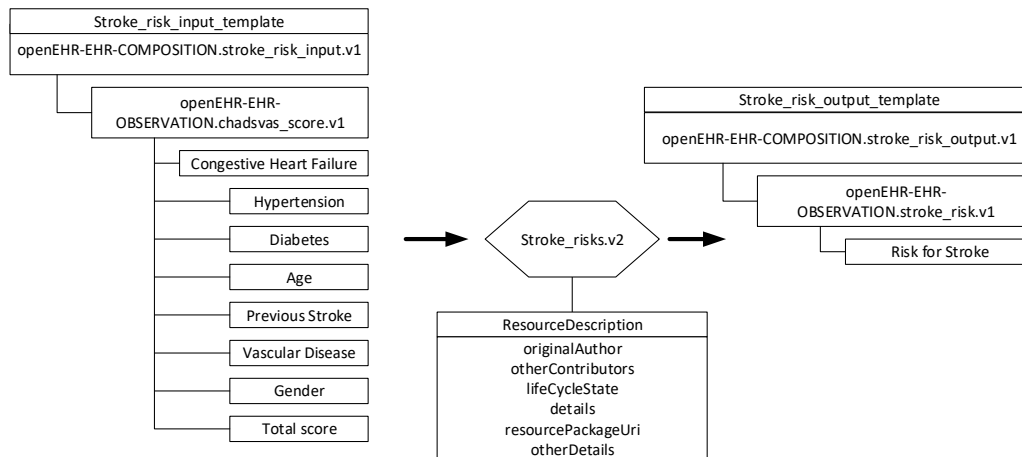 Stroke_risk_input_template
openEHR-EHR-COMPOSITION.stroke_risk_input.v1
openEHR-EHR-
OBSERVATION.chadsvas_score.v1
Congestive Heart Failure
Hypertension
Diabetes
Age
Previous Stroke
Vascular Disease
Gender
Total score
Stroke_risks.v2
ResourceDescription
originalAuthor
otherContributors
lifeCycleState
details
resourcePackageUri
otherDetails
Stroke_risk_output_template
openEHR-EHR-COMPOSITION.stroke_risk_output.v1
openEHR-EHR-
OBSERVATION.stroke_risk.v1
Risk for Stroke